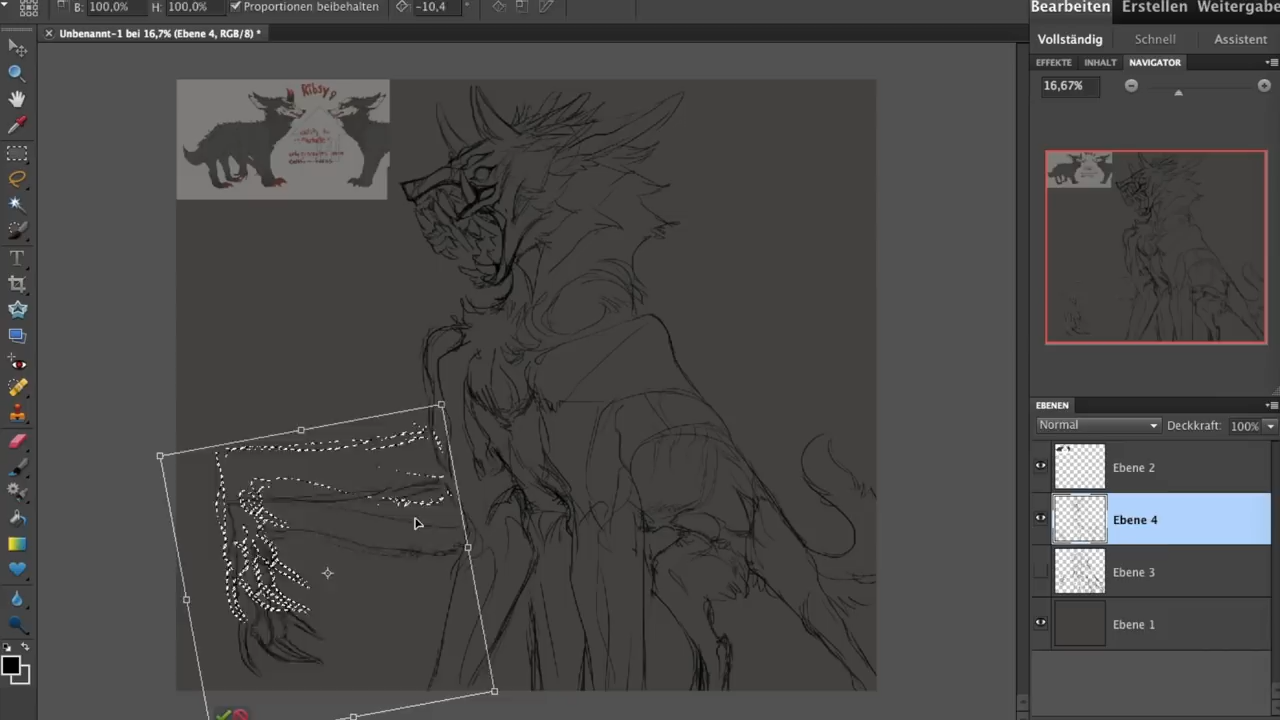 B: 100,0% H: 100,0% Proportionen beibehalten -10,4
Bearbeiten Erstellen Weitergabe
Unbenannt-1 bei 16,7% (Ebene 4, RGB/8) *
Vollständig Schnell Assistent
EFFEKTE INHALT NAVIGATOR
16,67%
Ribsy
EBENEN
Normal Deckkraft: 100%
Ebene 2
Ebene 4
Ebene 3
Ebene 1